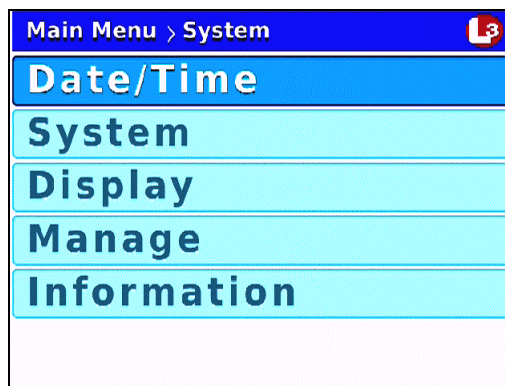 Main Menu > System
L3
Date/Time
System
Display
Manage
Information